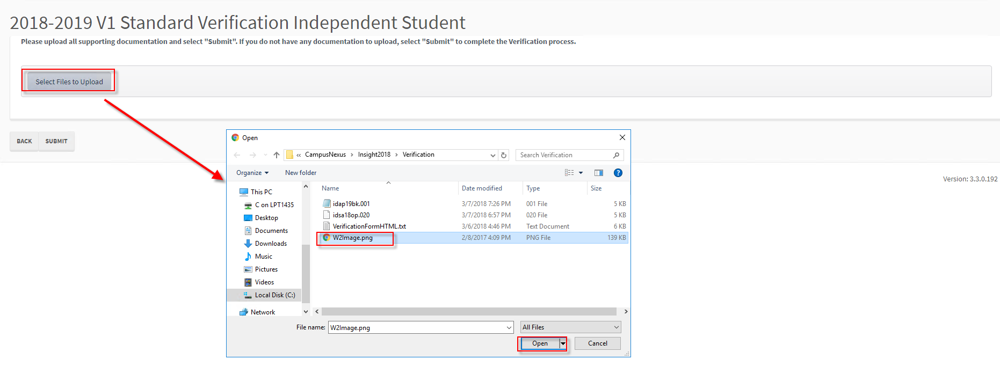 2018-2019 V1 Standard Verification Independent Student
Please upload all supporting documentation and select "Submit". If you do not have any documentation to upload, select "Submit" to complete the Verification process.
Select Files to Upload
BACK SUBMIT
Version: 3.3.0.192
Open
« CampusNexus › Insight2018 › Verification Search Verification
Organize New folder
This PC
C on LPT1435
Desktop
Documents
Downloads
Music
Pictures
Videos
Local Disk (C:)
Network
Name Date modified Type Size
idap19bk.001 3/7/2018 7:26 PM 001 File 5 KB
idsa18op.020 3/7/2018 6:57 PM 020 File 5 KB
VerificationFormHTML.txt 3/6/2018 4:46 PM Text Document 6 KB
W2Image.png 2/8/2017 4:09 PM PNG File 139 KB
File name: W2Image.png All Files
Open Cancel